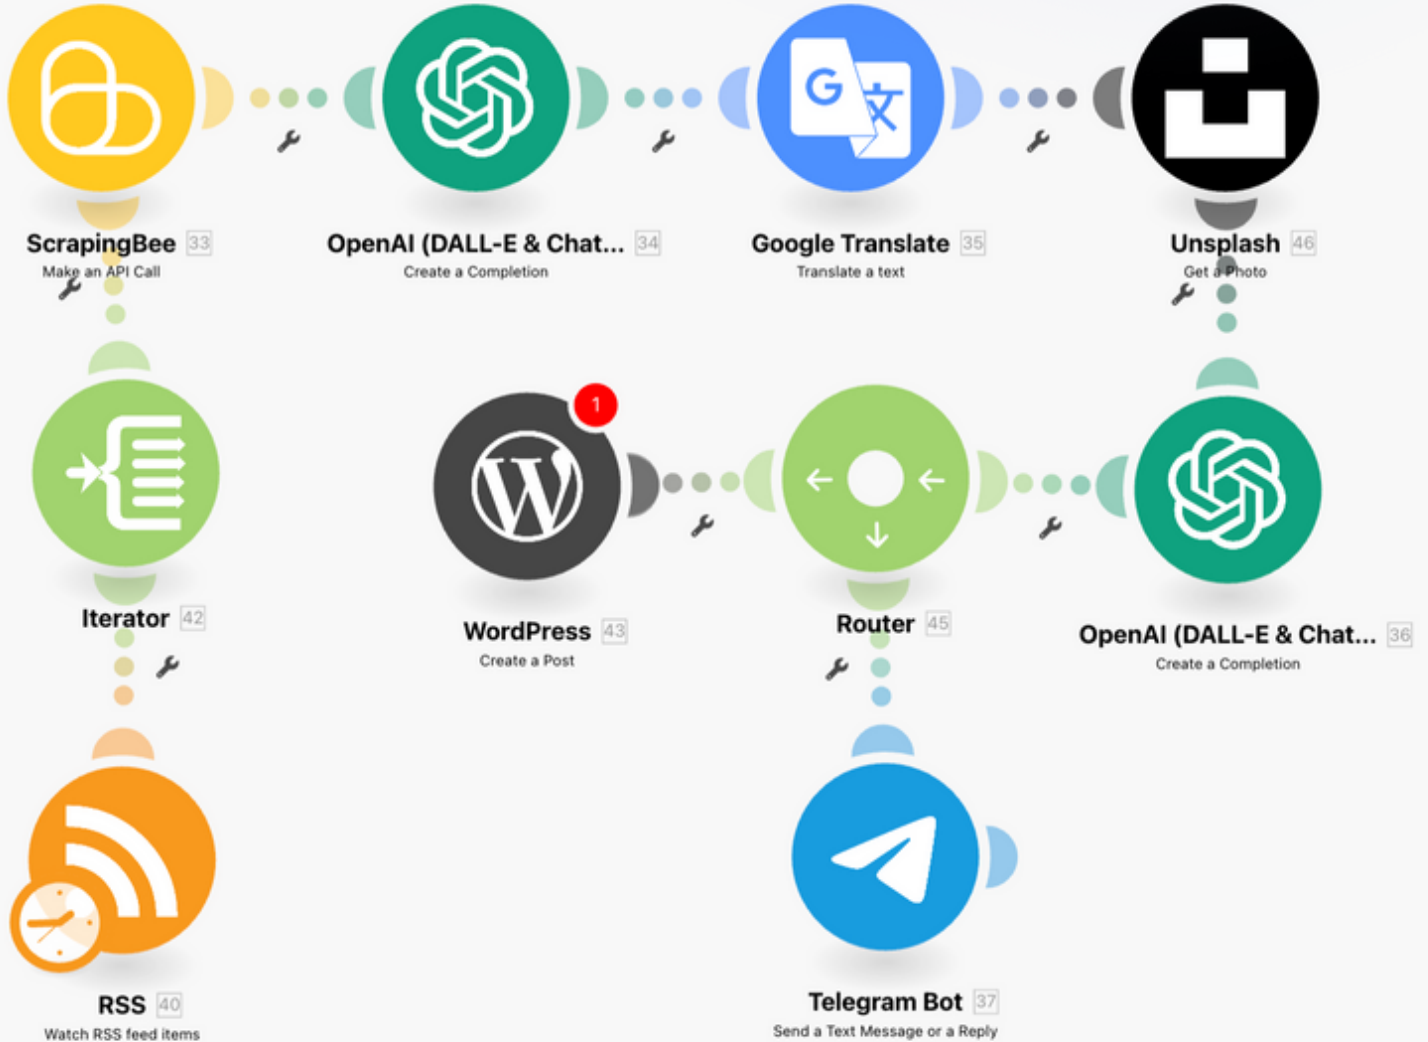 ScrapingBee 33
Make an API Call
OpenAI (DALL-E & Chat... 34
Create a Completion
G 文
Google Translate 35
Translate a text
Unsplash 46
Get a Photo
Iterator 42
1
W
WordPress 43
Create a Post
Router 45
OpenAI (DALL-E & Chat... 36
Create a Completion
RSS 40
Watch RSS feed items
Telegram Bot 37
Send a Text Message or a Reply